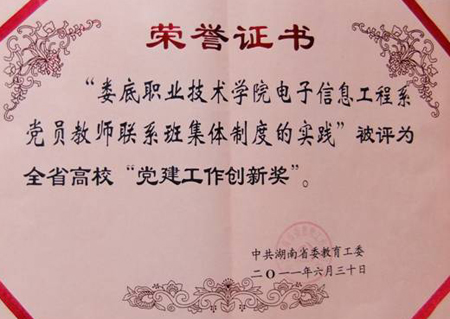 荣誉证书
“娄底职业技术学院电子信息工程系
党员教师联系班集体制度的实践”被评为
全省高校“党建工作创新奖”。
中共湖南省委教育工委
二〇一一年六月三十日